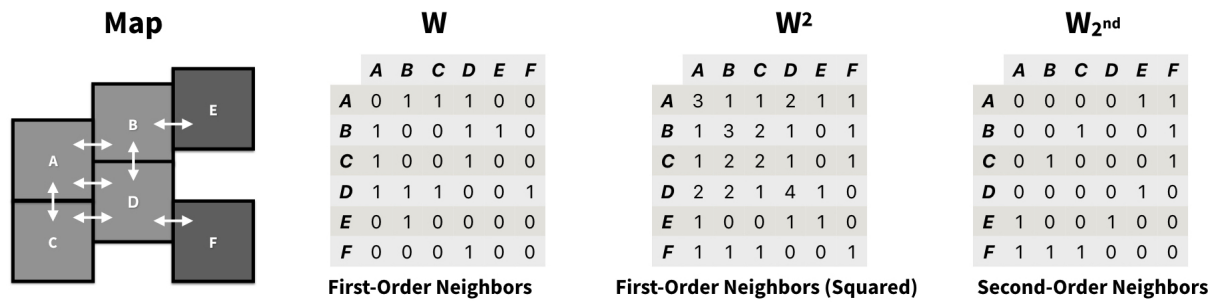 Map
E
B
A
D
C
F
W
A B C D E F
A 0 1 1 1 0 0
B 1 0 0 1 1 0
C 1 0 0 1 0 0
D 1 1 1 0 0 1
E 0 1 0 0 0 0
F 0 0 0 1 0 0
First-Order Neighbors
W²
A B C D E F
A 3 1 1 2 1 1
B 1 3 2 1 0 1
C 1 2 2 1 0 1
D 2 2 1 4 1 0
E 1 0 0 1 1 0
F 1 1 1 0 0 1
First-Order Neighbors (Squared)
W2nd
A B C D E F
A 0 0 0 0 1 1
B 0 0 1 0 0 1
C 0 1 0 0 0 1
D 0 0 0 0 1 0
E 1 0 0 1 0 0
F 1 1 1 0 0 0
Second-Order Neighbors